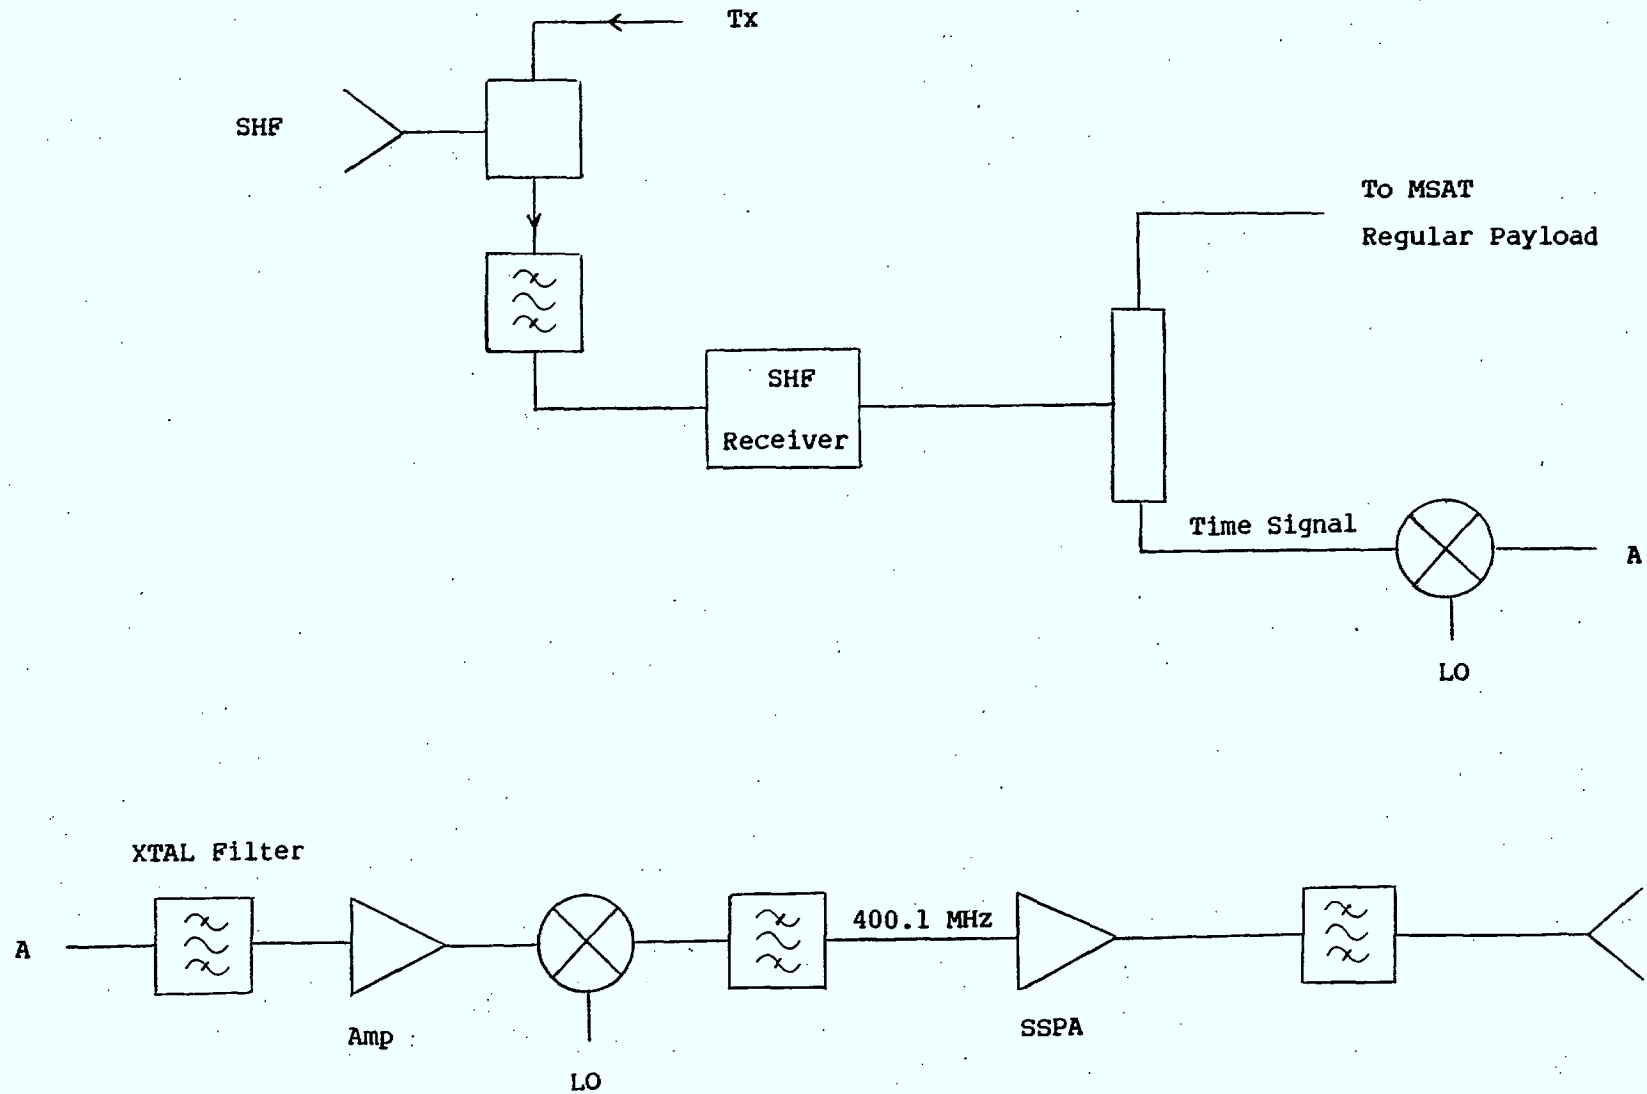 Tx
SHF
To MSAT
Regular Payload
SHF
Receiver
Time Signal
A
LO
XTAL Filter
A
400.1 MHz
Amp
SSPA
LO